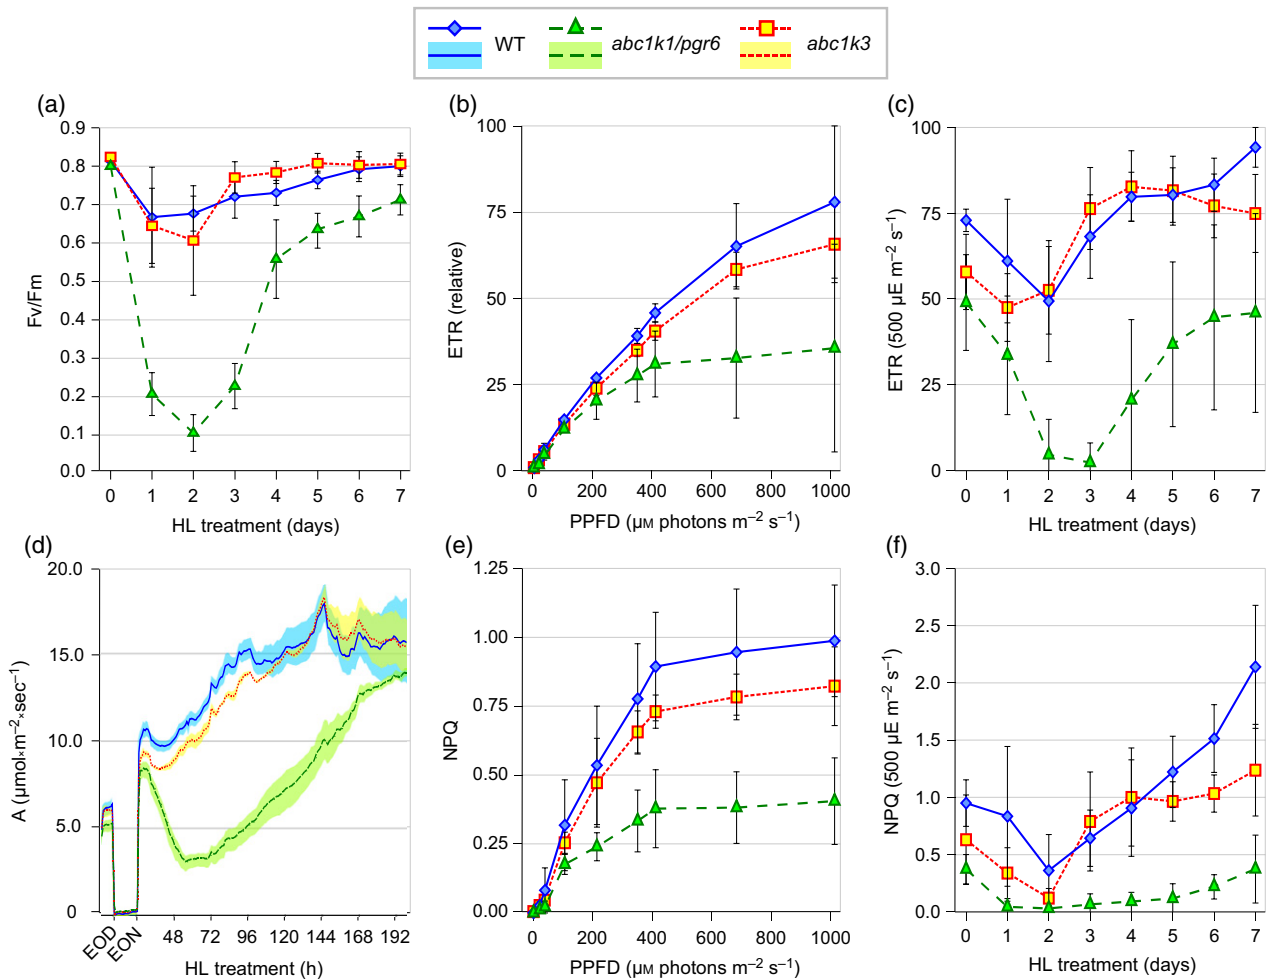 WT
abc1k1/pgr6
abc1k3
(a)
0.9
0.8
0.7
0.6
0.5
0.4
0.3
0.2
0.1
0.0
Fv/Fm
0 1 2 3 4 5 6 7
HL treatment (days)
(b)
100
75
50
25
0
ETR (relative)
0 200 400 600 800 1000
PPFD (µM photons m⁻² s⁻¹)
(c)
100
75
50
25
0
ETR (500 µE m⁻² s⁻¹)
0 1 2 3 4 5 6 7
HL treatment (days)
(d)
20.0
15.0
10.0
5.0
0
A (µmol×m⁻²×sec⁻¹)
EOD EON 48 72 96 120 144 168 192
HL treatment (h)
(e)
1.25
1.00
0.75
0.50
0.25
0.00
NPQ
0 200 400 600 800 1000
PPFD (µM photons m⁻² s⁻¹)
(f)
3.0
2.5
2.0
1.5
1.0
0.5
0
NPQ (500 µE m⁻² s⁻¹)
0 1 2 3 4 5 6 7
HL treatment (days)